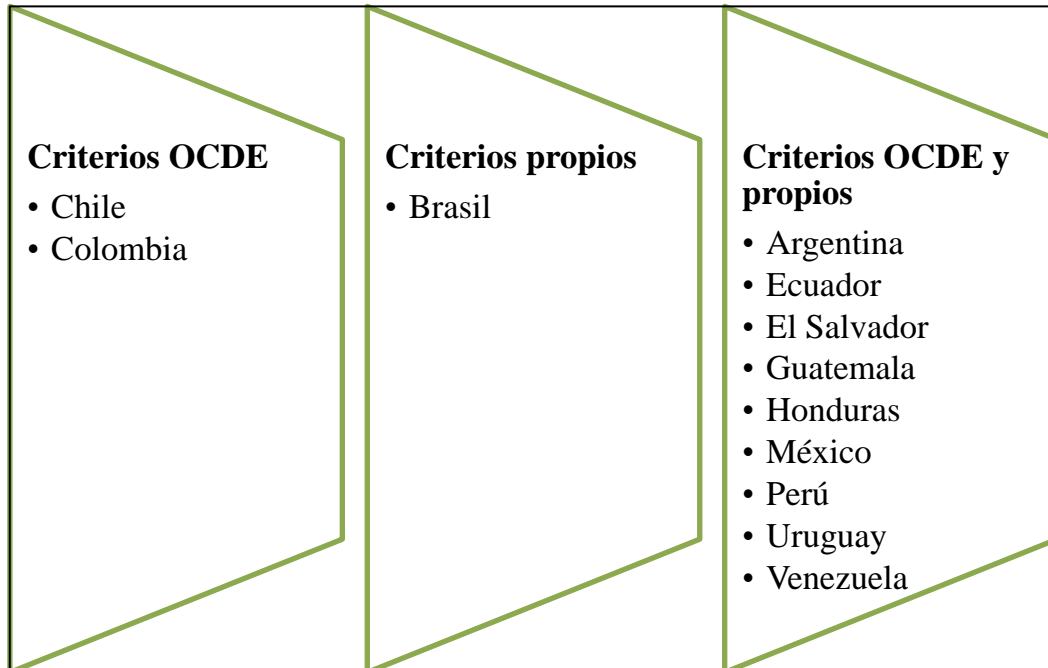 Criterios OCDE
• Chile
• Colombia
Criterios propios
• Brasil
Criterios OCDE y
propios
• Argentina
• Ecuador
• El Salvador
• Guatemala
• Honduras
• México
• Perú
• Uruguay
• Venezuela